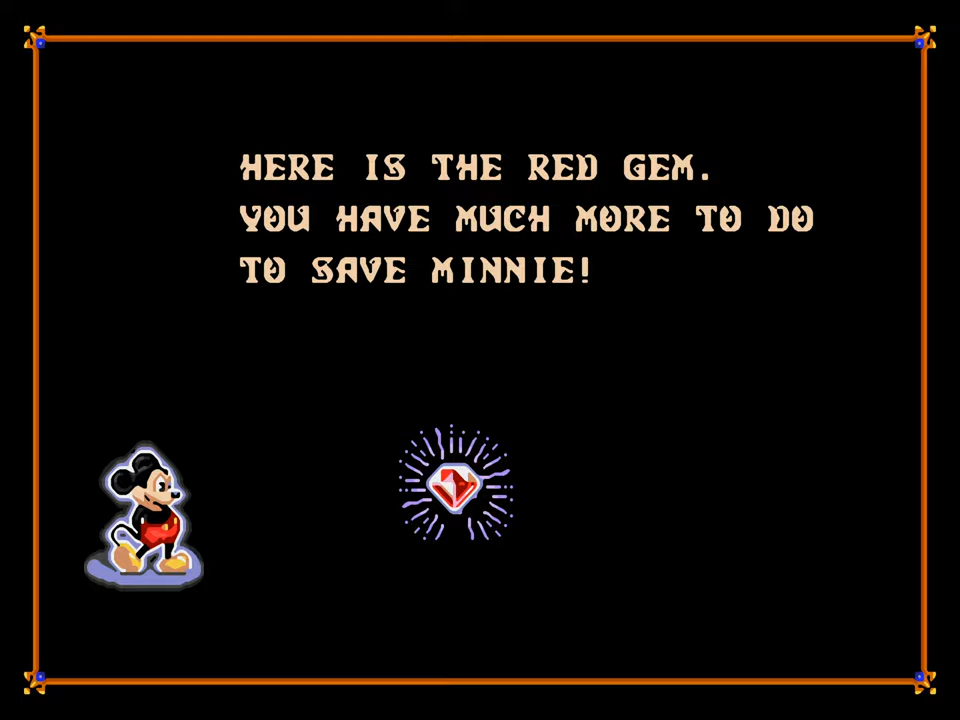 HERE IS THE RED GEM.
YOU HAVE MUCH MORE TO DO
TO SAVE MINNIE!